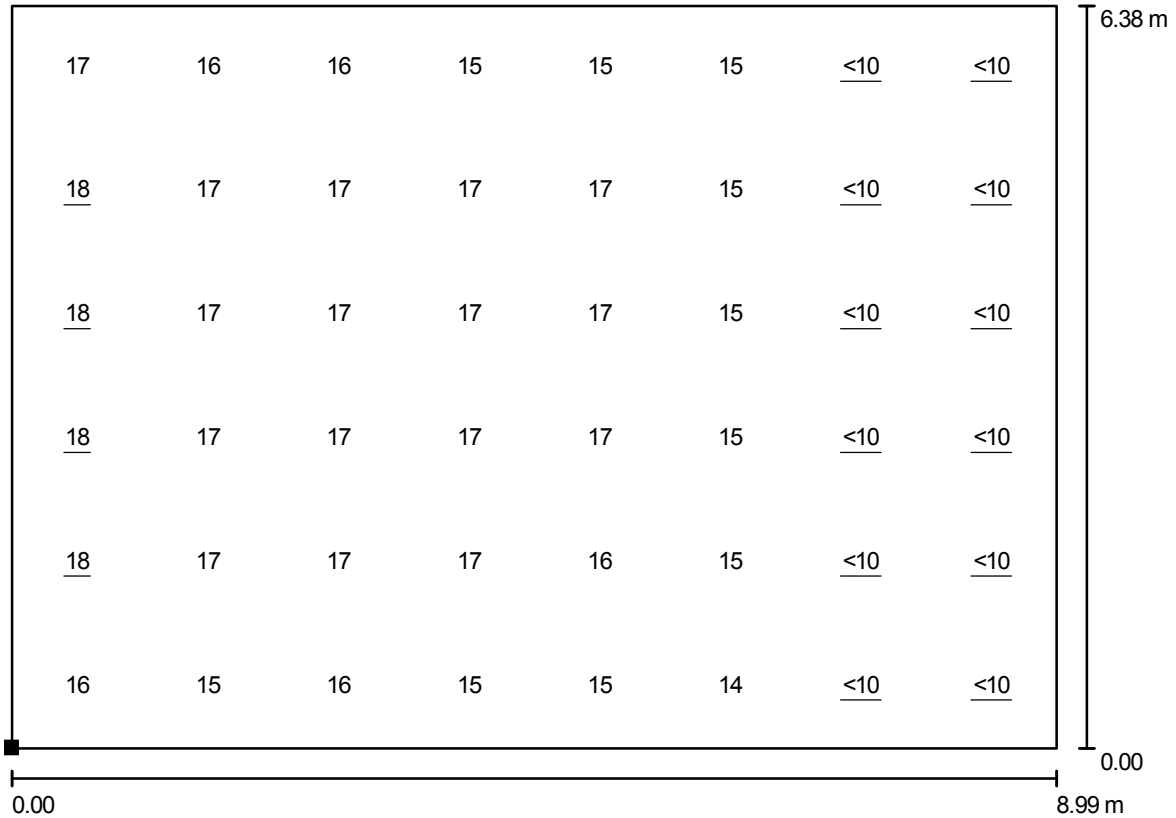 6.38 m
17 16 16 15 15 15 <10 <10
18 17 17 17 17 15 <10 <10
18 17 17 17 17 15 <10 <10
18 17 17 17 17 15 <10 <10
18 17 17 17 16 15 <10 <10
16 15 16 15 15 14 <10 <10
0.00
0.00 8.99 m